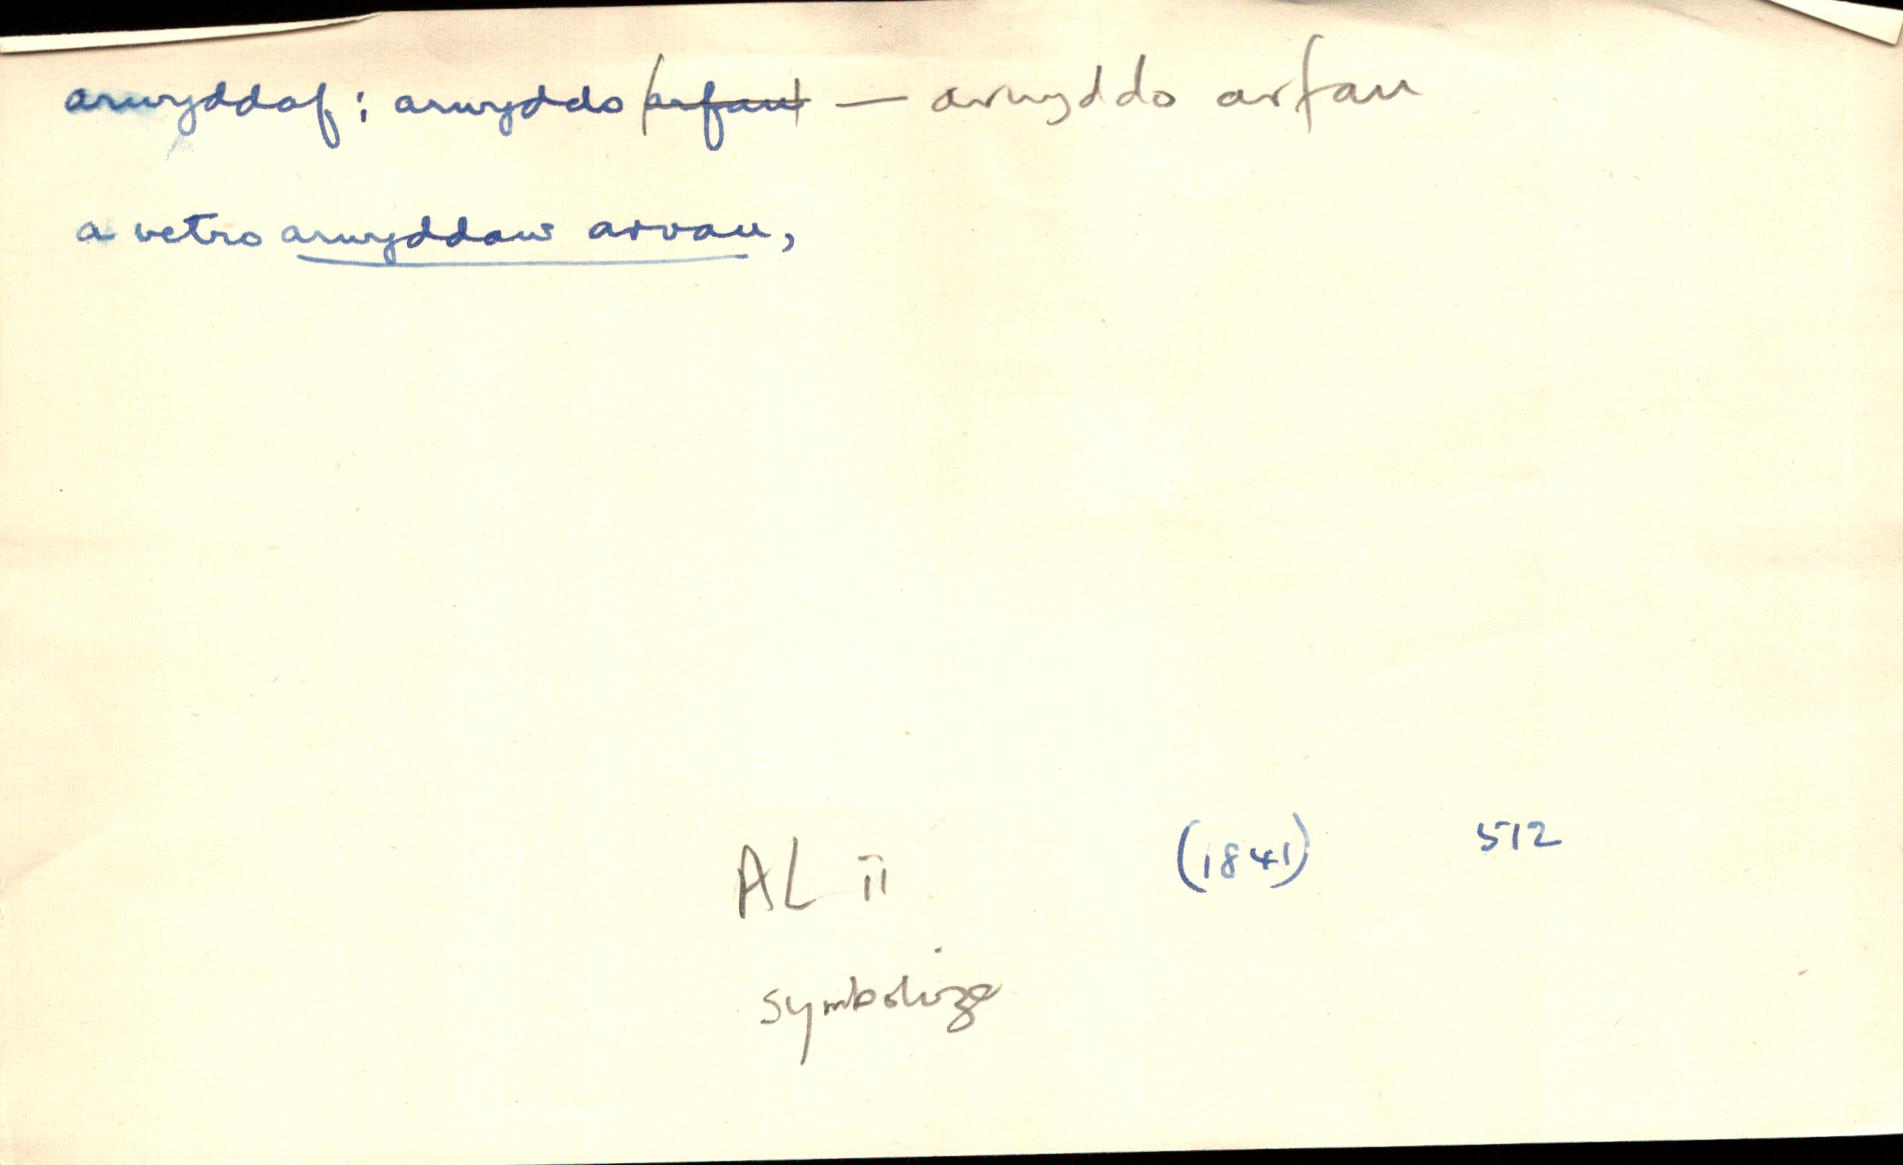 arwyddaf : arwyddo (arfau) — arwyddo arfau
a vetro arwyddaw arvau,
AL ii (1841) 512
symbolize